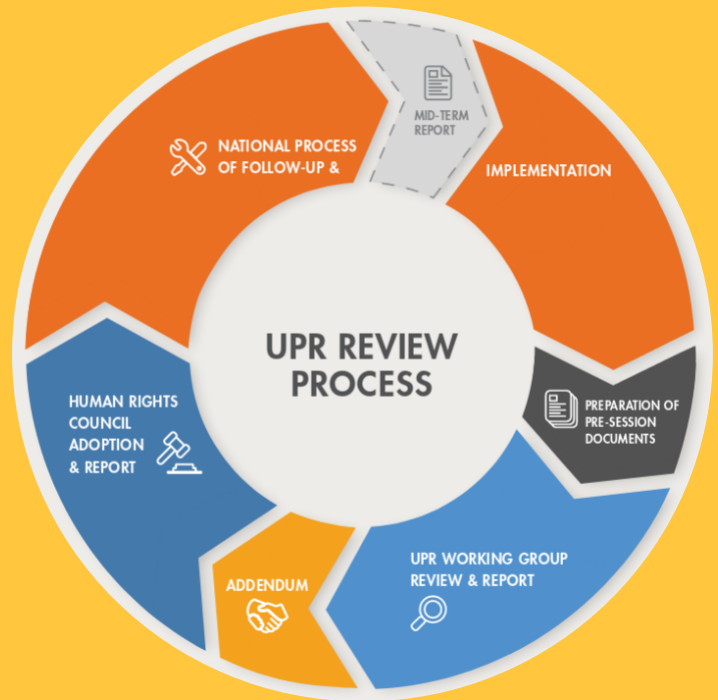 MID-TERM
REPORT
NATIONAL PROCESS
OF FOLLOW-UP &
IMPLEMENTATION
UPR REVIEW
PROCESS
PREPARATION OF
PRE-SESSION
DOCUMENTS
HUMAN RIGHTS
COUNCIL
ADOPTION
& REPORT
UPR WORKING GROUP
REVIEW & REPORT
ADDENDUM